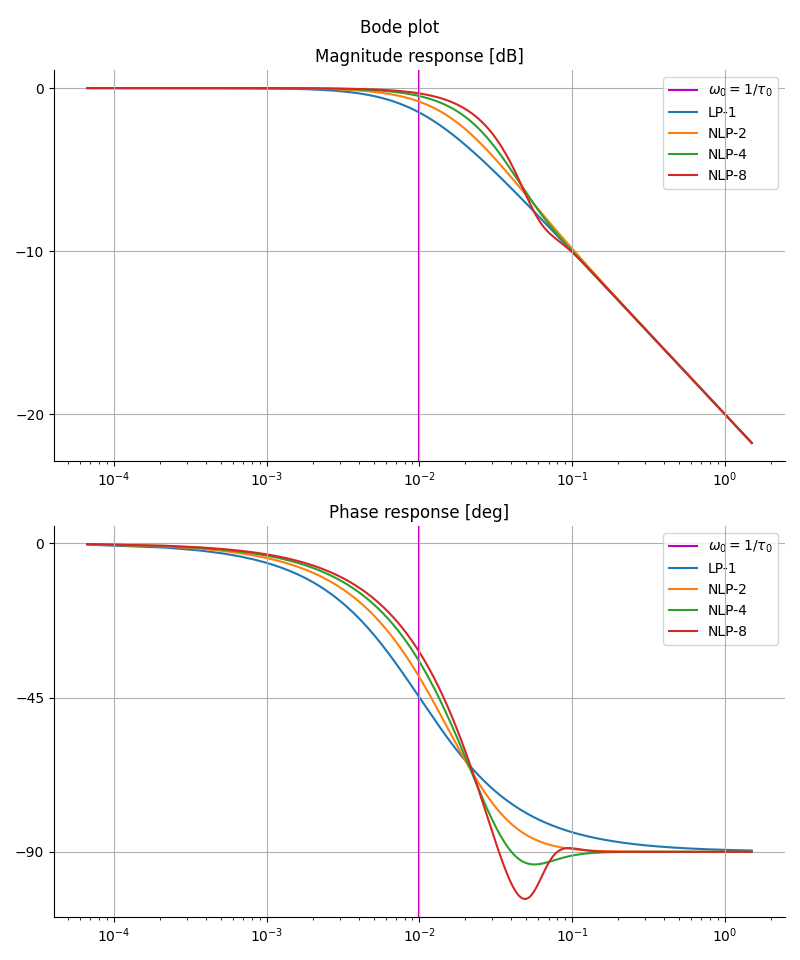 Bode plot
Magnitude response [dB]
0
−10
−20
ω₀ = 1/τ₀
LP-1
NLP-2
NLP-4
NLP-8
10⁻⁴ 10⁻³ 10⁻² 10⁻¹ 10⁰
Phase response [deg]
0
−45
−90
ω₀ = 1/τ₀
LP-1
NLP-2
NLP-4
NLP-8
10⁻⁴ 10⁻³ 10⁻² 10⁻¹ 10⁰